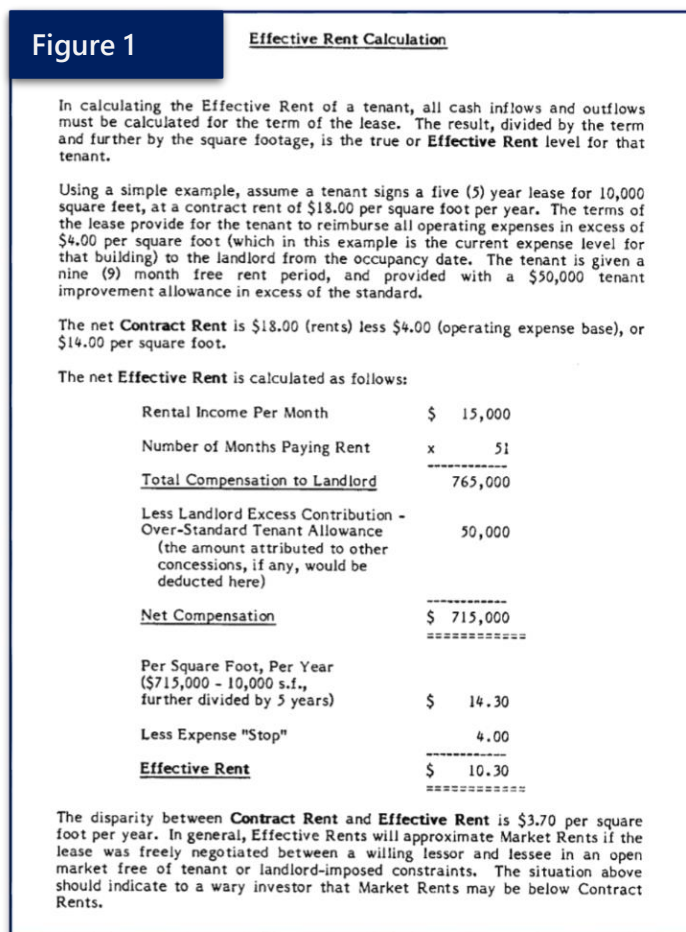 Figure 1
Effective Rent Calculation
In calculating the Effective Rent of a tenant, all cash inflows and outflows
must be calculated for the term of the lease. The result, divided by the term
and further by the square footage, is the true or Effective Rent level for that
tenant.
Using a simple example, assume a tenant signs a five (5) year lease for 10,000
square feet, at a contract rent of $18.00 per square foot per year. The terms of
the lease provide for the tenant to reimburse all operating expenses in excess of
$4.00 per square foot (which in this example is the current expense level for
that building) to the landlord from the occupancy date. The tenant is given a
nine (9) month free rent period, and provided with a $50,000 tenant
improvement allowance in excess of the standard.
The net Contract Rent is $18.00 (rents) less $4.00 (operating expense base), or
$14.00 per square foot.
The net Effective Rent is calculated as follows:
Rental Income Per Month $ 15,000
Number of Months Paying Rent x 51
------------
Total Compensation to Landlord 765,000
Less Landlord Excess Contribution -
Over-Standard Tenant Allowance 50,000
(the amount attributed to other
concessions, if any, would be
deducted here)
------------
Net Compensation $ 715,000
============
Per Square Foot, Per Year
($715,000 - 10,000 s.f.,
further divided by 5 years) $ 14.30
Less Expense "Stop" 4.00
------------
Effective Rent $ 10.30
============
The disparity between Contract Rent and Effective Rent is $3.70 per square
foot per year. In general, Effective Rents will approximate Market Rents if the
lease was freely negotiated between a willing lessor and lessee in an open
market free of tenant or landlord-imposed constraints. The situation above
should indicate to a wary investor that Market Rents may be below Contract
Rents.